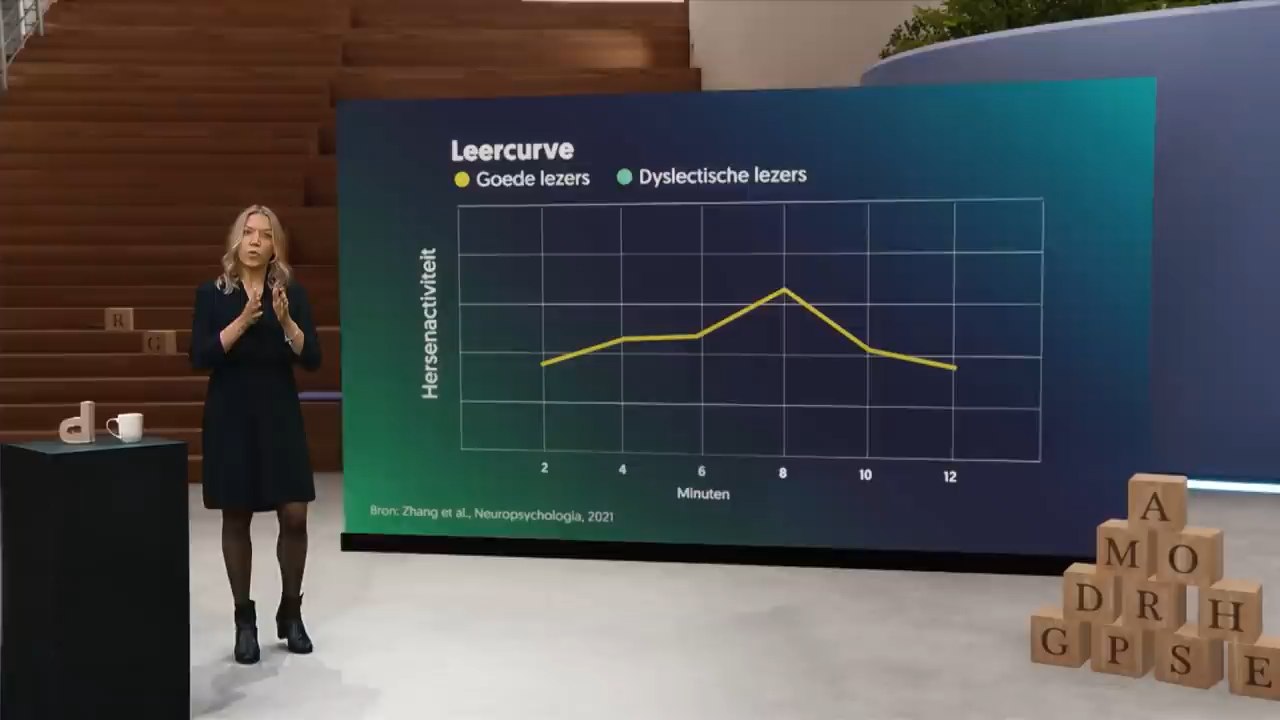 Leercurve
Goede lezers Dyslectische lezers
Hersenactiviteit
2 4 6 8 10 12
Minuten
Bron: Zhang et al., Neuropsychologia, 2021
R
G
d
A
M O
D R H
G P S E